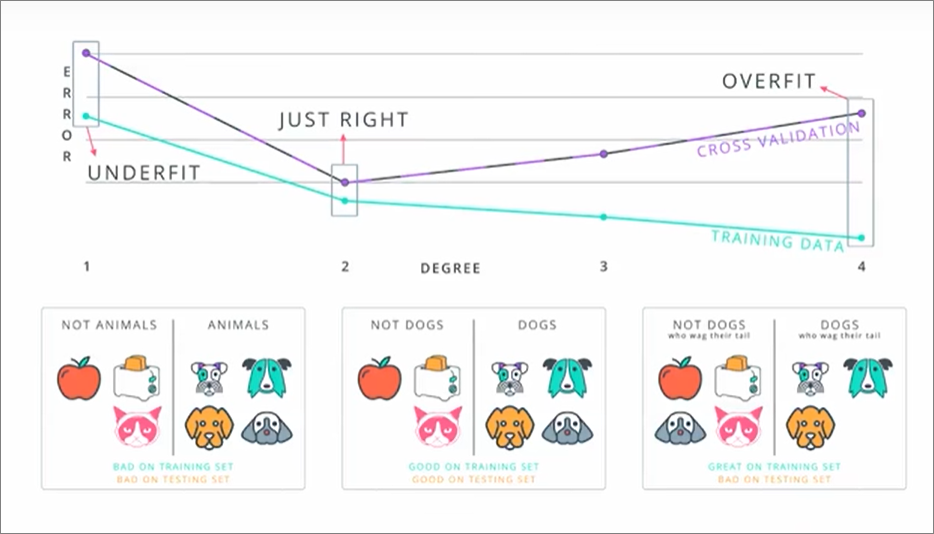 ERROR
UNDERFIT
JUST RIGHT
OVERFIT
CROSS VALIDATION
TRAINING DATA
1
2
DEGREE
3
4
NOT ANIMALS
ANIMALS
BAD ON TRAINING SET
BAD ON TESTING SET
NOT DOGS
DOGS
GOOD ON TRAINING SET
GOOD ON TESTING SET
NOT DOGS
who wag their tail
DOGS
who wag their tail
GREAT ON TRAINING SET
BAD ON TESTING SET